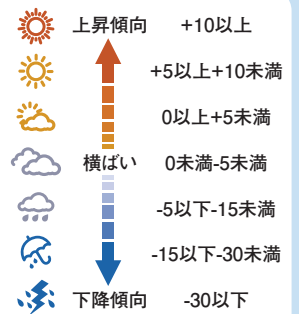 上昇傾向 +10以上
+5以上+10未満
0以上+5未満
横ばい 0未満-5未満
-5以下-15未満
-15以下-30未満
下降傾向 -30以下